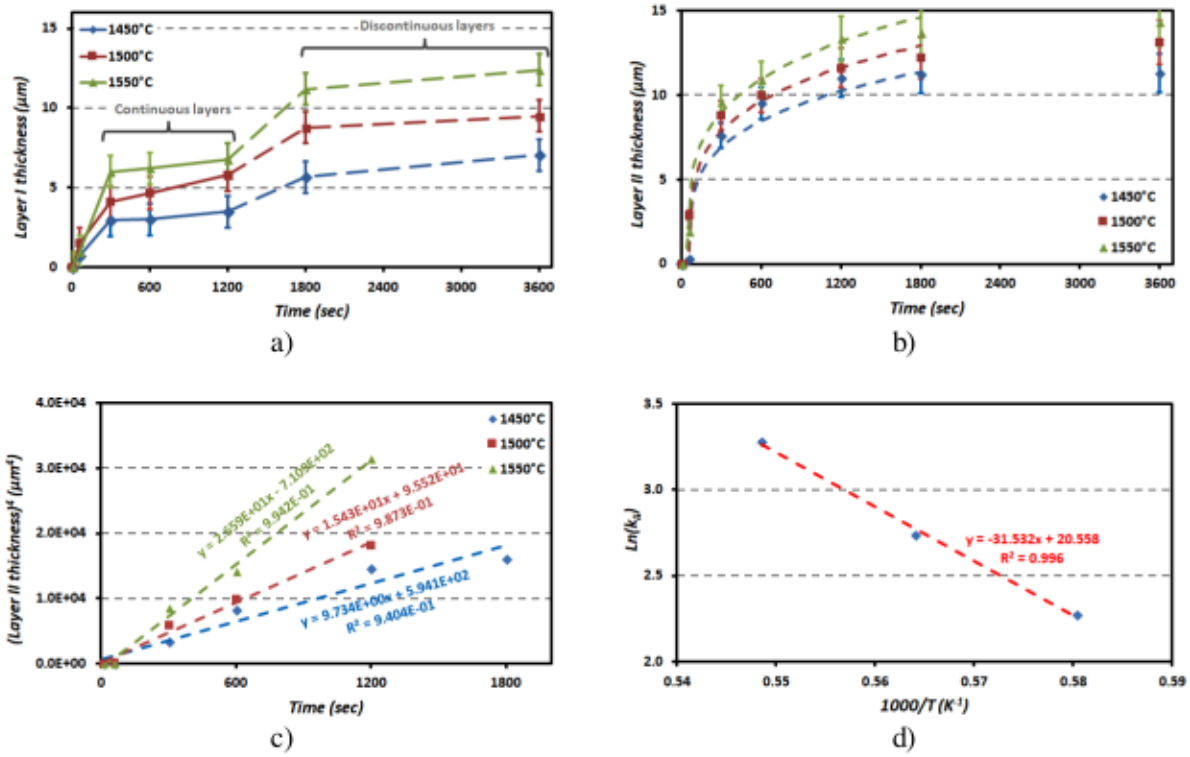 15
10
5
0
Layer I thickness (μm)
1450°C
1500°C
1550°C
Continuous layers
Discontinuous layers
0 600 1200 1800 2400 3000 3600
Time (sec)
a)
15
10
5
0
Layer II thickness (μm)
1450°C
1500°C
1550°C
0 600 1200 1800 2400 3000 3600
Time (sec)
b)
4.0E+04
3.0E+04
2.0E+04
1.0E+04
0.0E+00
(Layer II thickness)⁴ (μm⁴)
1450°C
1500°C
1550°C
y = 2.659E+01x - 7.109E+02
R² = 9.942E-01
y = 1.543E+01x + 9.552E+01
R² = 9.873E-01
y = 9.734E+00x + 5.941E+02
R² = 9.404E-01
0 600 1200 1800
Time (sec)
c)
3.5
3.0
2.5
2.0
y = -31.532x + 20.558
R² = 0.996
0.54 0.55 0.56 0.57 0.58 0.59
1000/T (K⁻¹)
d)